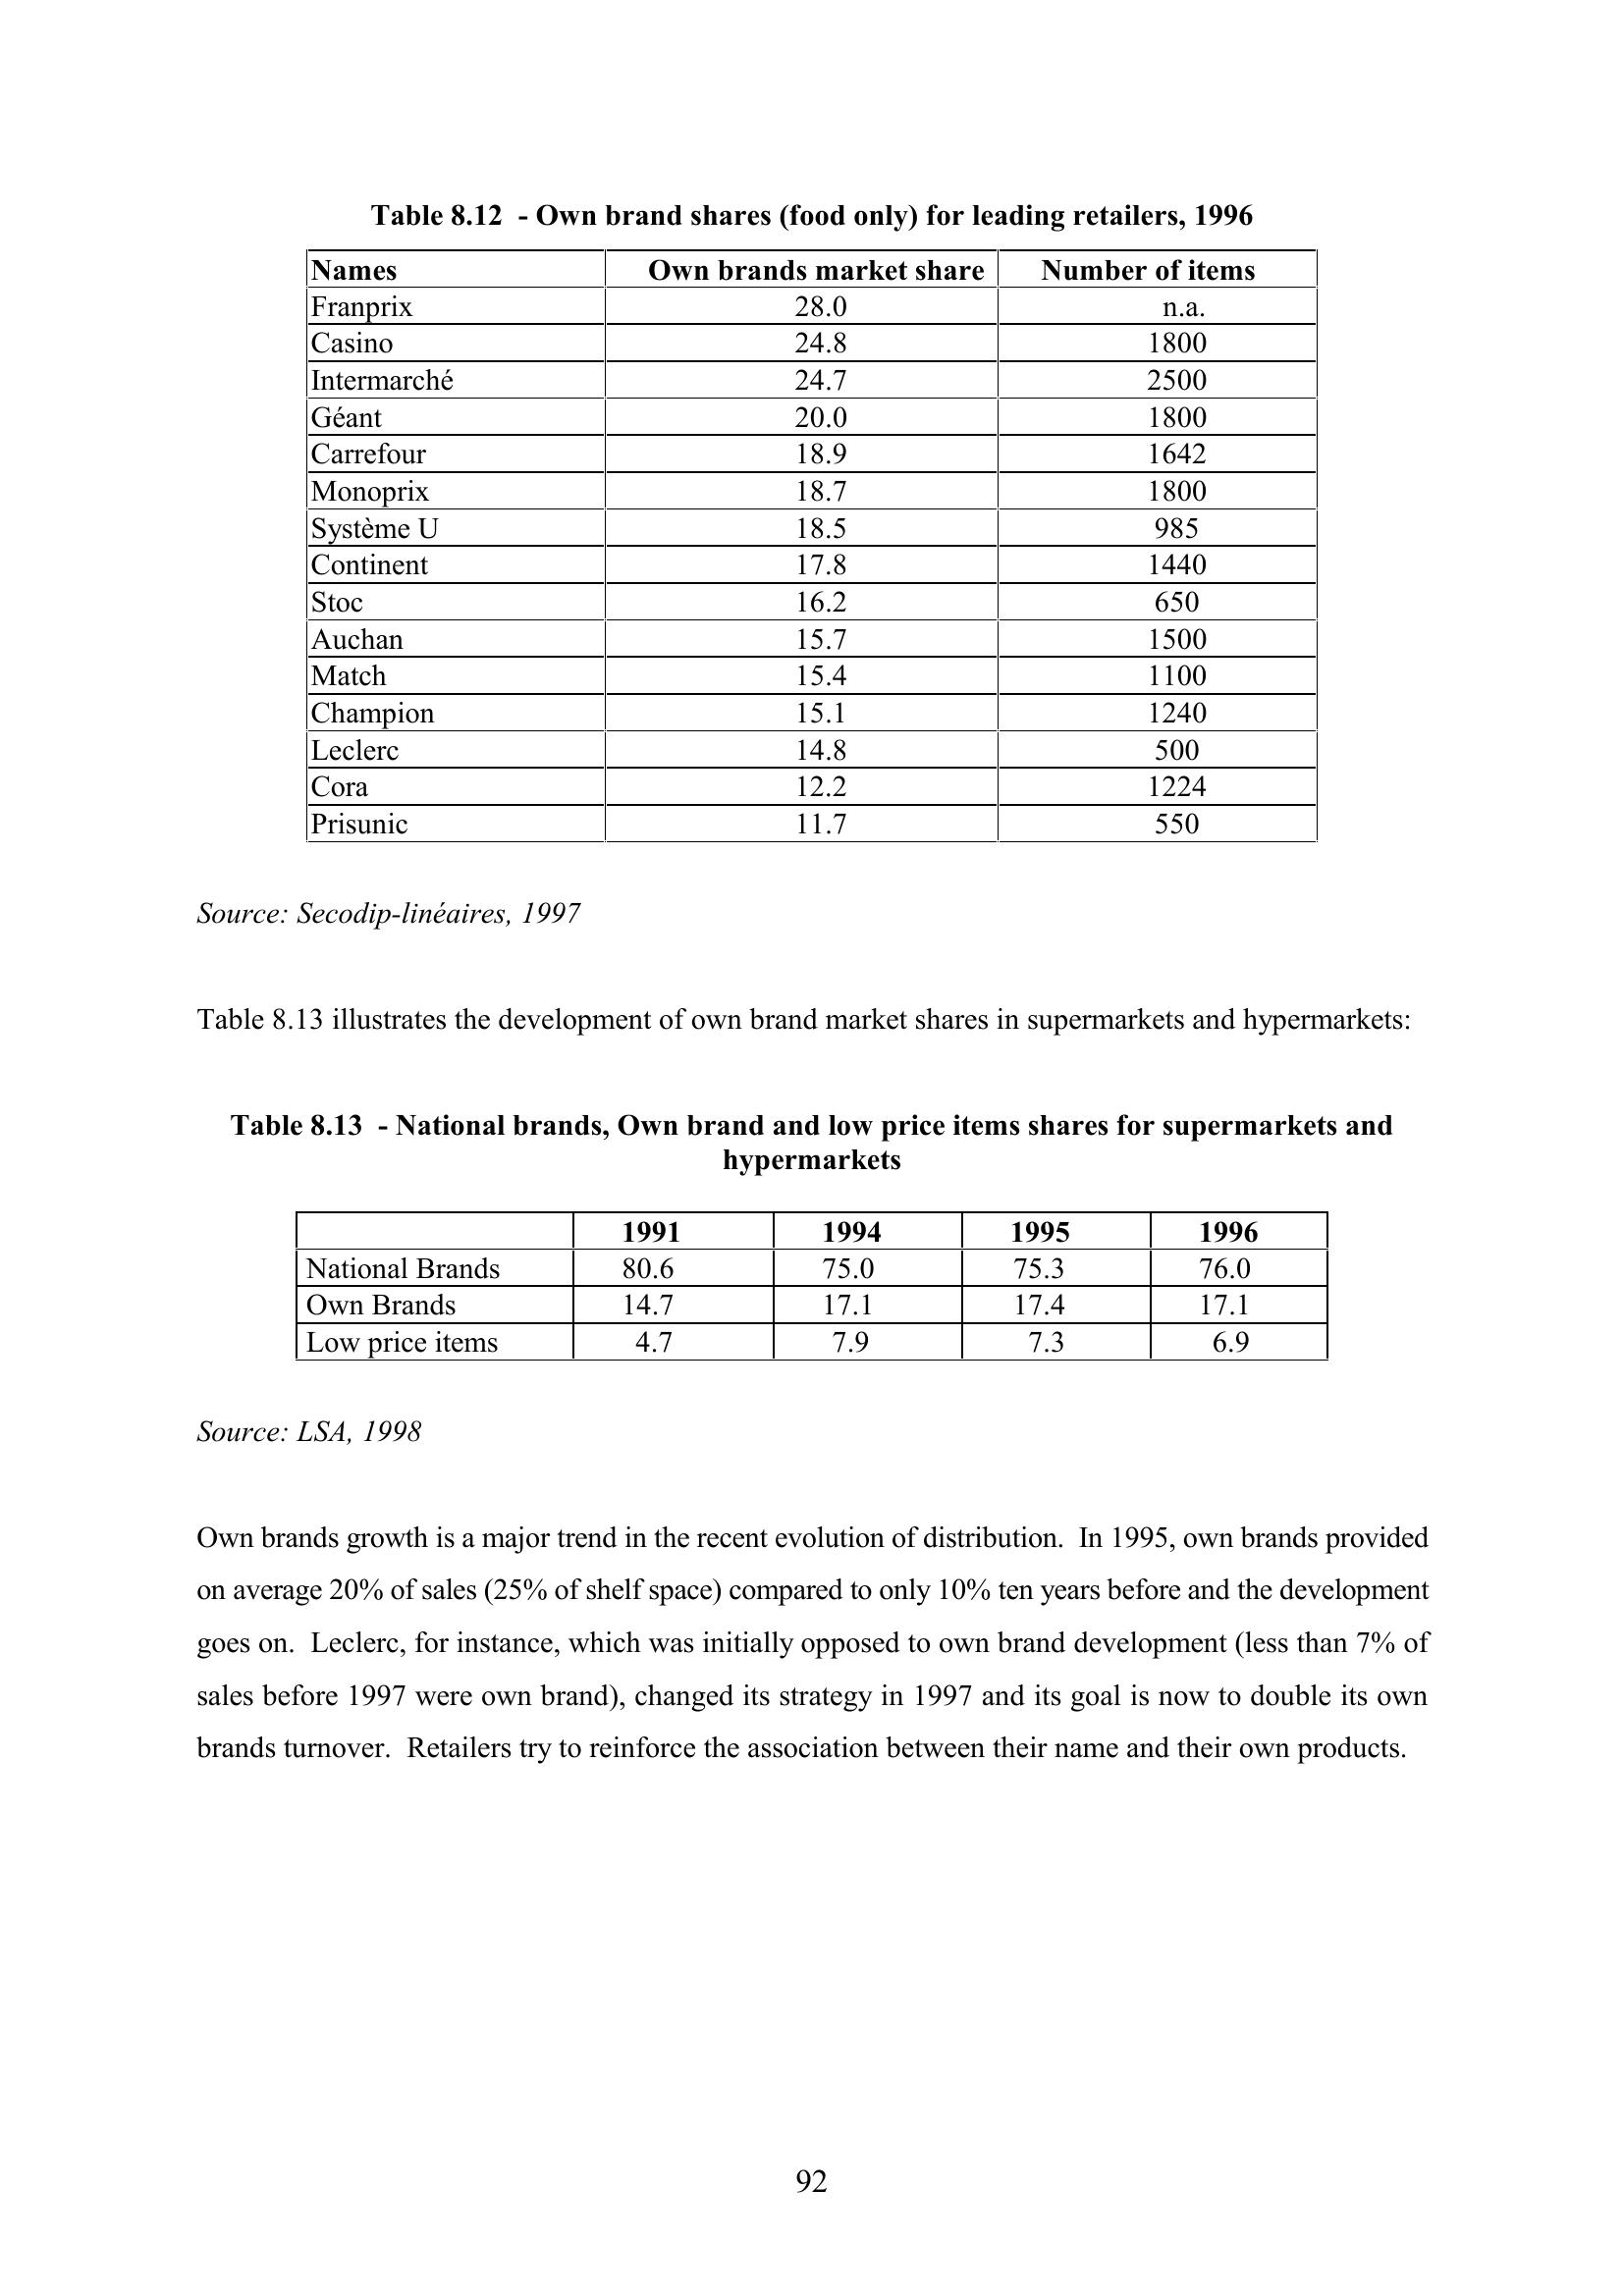 Table 8.12 - Own brand shares (food only) for leading retailers, 1996
Names Own brands market share Number of items
Franprix 28.0 n.a.
Casino 24.8 1800
Intermarché 24.7 2500
Géant 20.0 1800
Carrefour 18.9 1642
Monoprix 18.7 1800
Système U 18.5 985
Continent 17.8 1440
Stoc 16.2 650
Auchan 15.7 1500
Match 15.4 1100
Champion 15.1 1240
Leclerc 14.8 500
Cora 12.2 1224
Prisunic 11.7 550
Source: Secodip-linéaires, 1997
Table 8.13 illustrates the development of own brand market shares in supermarkets and hypermarkets:
Table 8.13 - National brands, Own brand and low price items shares for supermarkets and
hypermarkets
1991 1994 1995 1996
National Brands 80.6 75.0 75.3 76.0
Own Brands 14.7 17.1 17.4 17.1
Low price items 4.7 7.9 7.3 6.9
Source: LSA, 1998
Own brands growth is a major trend in the recent evolution of distribution. In 1995, own brands provided
on average 20% of sales (25% of shelf space) compared to only 10% ten years before and the development
goes on. Leclerc, for instance, which was initially opposed to own brand development (less than 7% of
sales before 1997 were own brand), changed its strategy in 1997 and its goal is now to double its own
brands turnover. Retailers try to reinforce the association between their name and their own products.
92